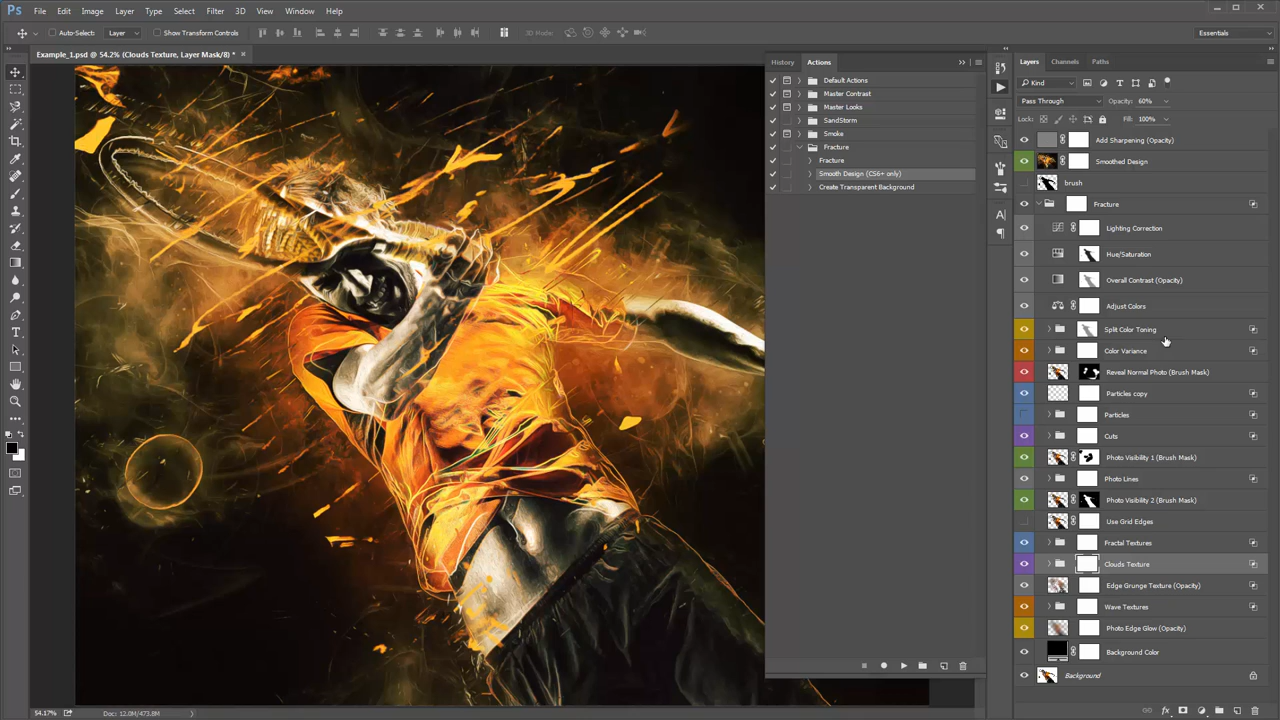 Ps File Edit Image Layer Type Select Filter 3D View Window Help
Auto-Select: Layer Show Transform Controls 3D Mode: Essentials
Example_1.psd @ 54.2% (Clouds Texture, Layer Mask/8) * ×
History Actions
Default Actions
Master Contrast
Master Looks
SandStorm
Smoke
Fracture
Fracture
Smooth Design (CS6+ only)
Create Transparent Background
Layers Channels Paths
Kind
Pass Through Opacity: 60%
Lock: Fill: 100%
Add Sharpening (Opacity)
Smoothed Design
brush
Fracture
Lighting Correction
Hue/Saturation
Overall Contrast (Opacity)
Adjust Colors
Split Color Toning
Color Variance
Reveal Normal Photo (Brush Mask)
Particles copy
Particles
Cuts
Photo Visibility 1 (Brush Mask)
Photo Lines
Photo Visibility 2 (Brush Mask)
Use Grid Edges
Fractal Textures
Clouds Texture
Edge Grunge Texture (Opacity)
Wave Textures
Photo Edge Glow (Opacity)
Background Color
Background
54.17% Doc: 12.0M/473.8M